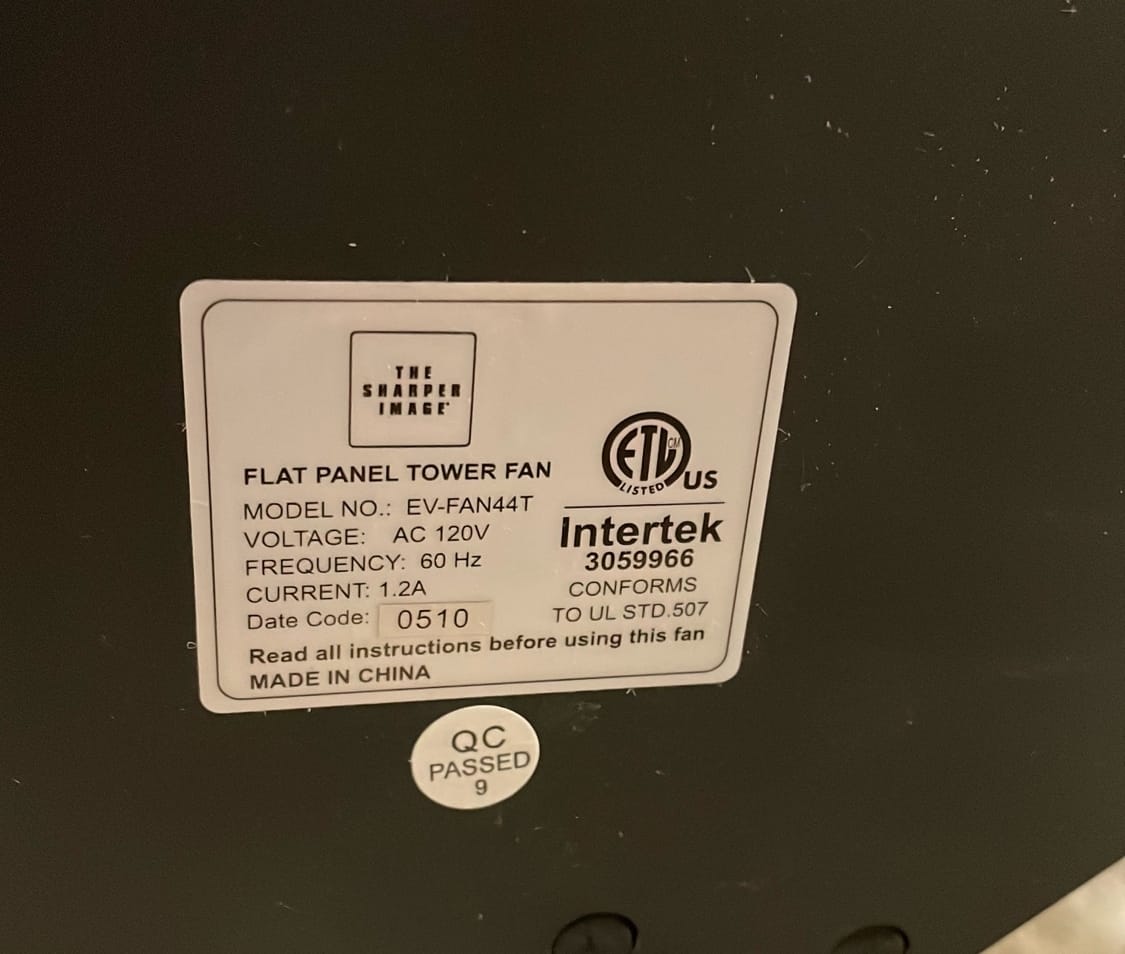 THE
SHARPER
IMAGE®
FLAT PANEL TOWER FAN
MODEL NO.: EV-FAN44T
VOLTAGE: AC 120V
FREQUENCY: 60 Hz
CURRENT: 1.2A
Date Code: 0510
ETL CM
LISTED US
Intertek
3059966
CONFORMS
TO UL STD.507
Read all instructions before using this fan
MADE IN CHINA
QC
PASSED
9